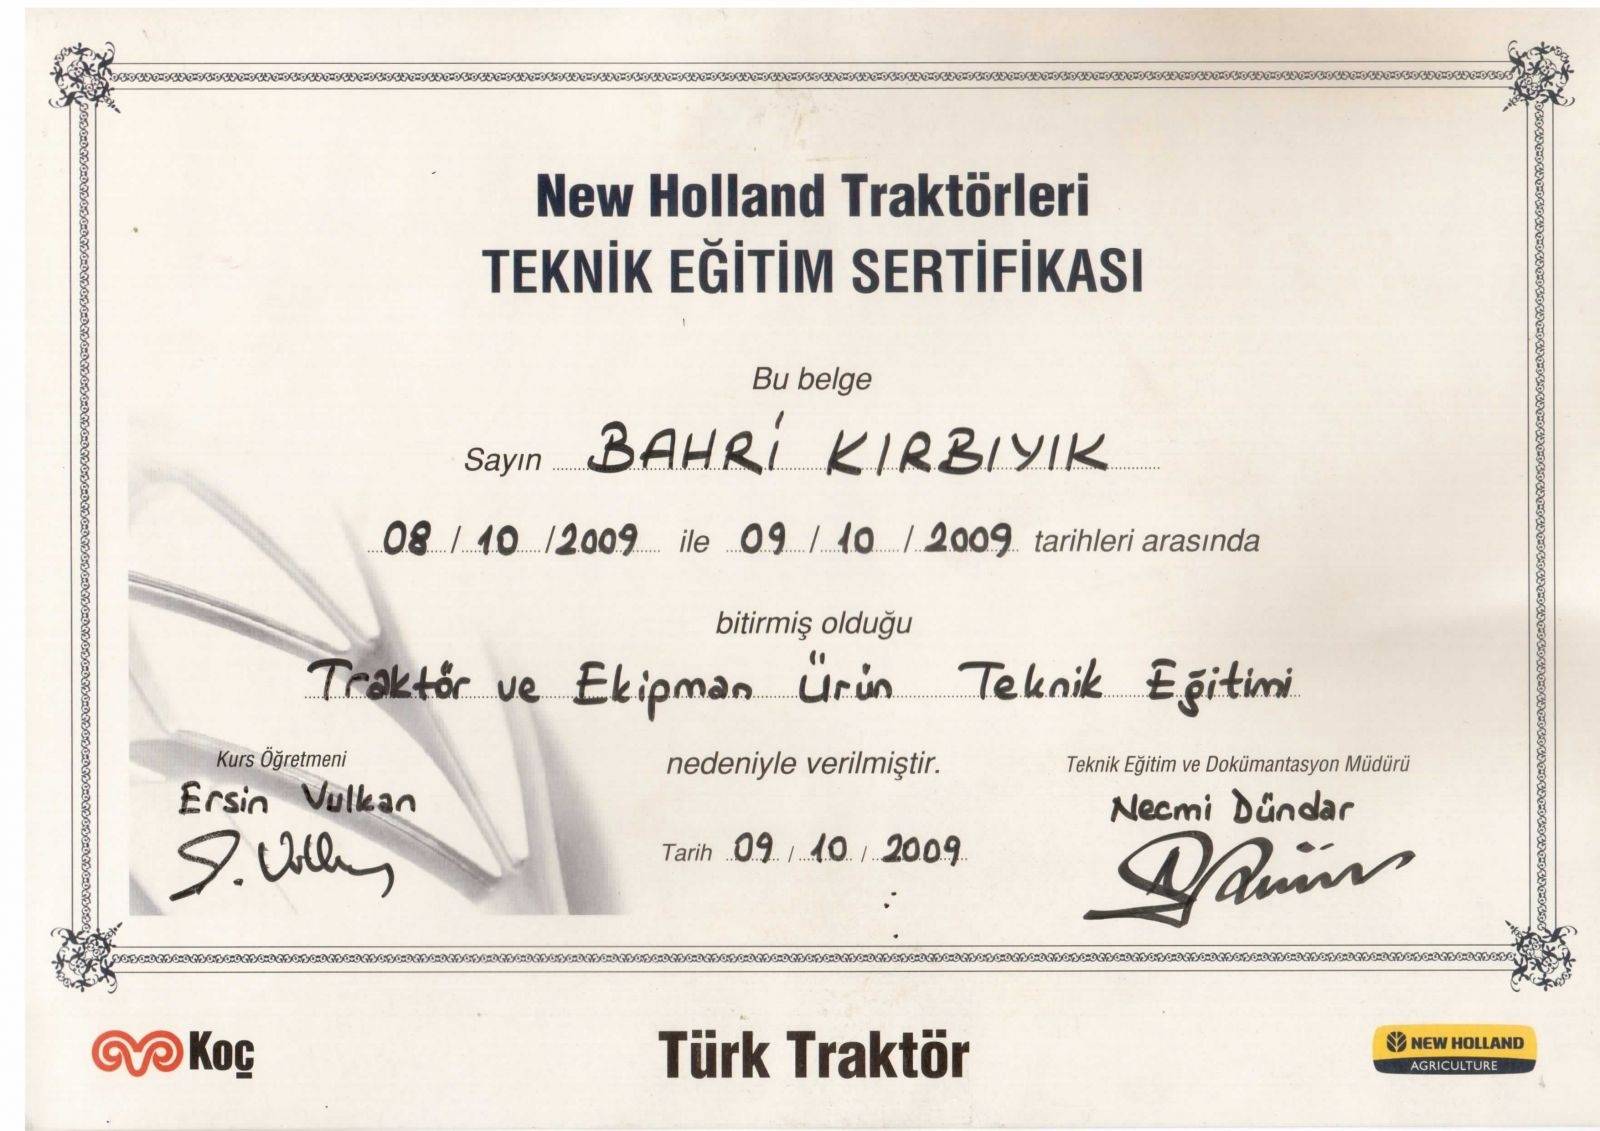 New Holland Traktörleri
TEKNİK EĞİTİM SERTİFİKASI
Bu belge
Sayın BAHRİ KIRBIYIK
08 / 10 / 2009 ile 09 / 10 / 2009 tarihleri arasında
bitirmiş olduğu
Traktör ve Ekipman Ürün Teknik Eğitimi
nedeniyle verilmiştir.
Kurs Öğretmeni
Ersin Vulkan
Tarih 09 / 10 / 2009
Teknik Eğitim ve Dokümantasyon Müdürü
Necmi Dündar
Koç
Türk Traktör
NEW HOLLAND
AGRICULTURE